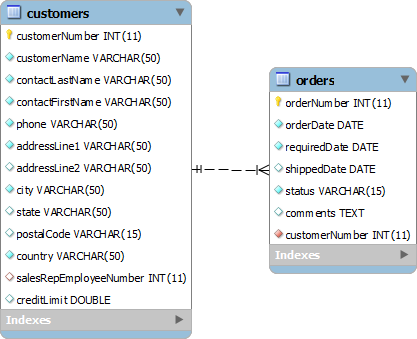 customers
customerNumber INT(11)
customerName VARCHAR(50)
contactLastName VARCHAR(50)
contactFirstName VARCHAR(50)
phone VARCHAR(50)
addressLine1 VARCHAR(50)
addressLine2 VARCHAR(50)
city VARCHAR(50)
state VARCHAR(50)
postalCode VARCHAR(15)
country VARCHAR(50)
salesRepEmployeeNumber INT(11)
creditLimit DOUBLE
Indexes
orders
orderNumber INT(11)
orderDate DATE
requiredDate DATE
shippedDate DATE
status VARCHAR(15)
comments TEXT
customerNumber INT(11)
Indexes